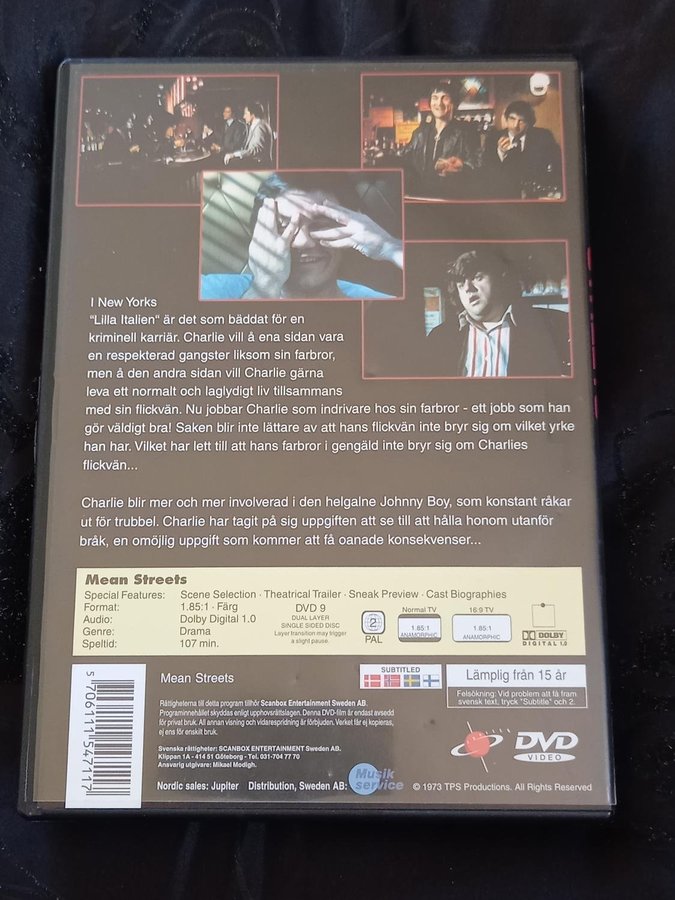 I New Yorks
“Lilla Italien“ är det som bäddat för en
kriminell karriär. Charlie vill å ena sidan vara
en respekterad gangster liksom sin farbror,
men å den andra sidan vill Charlie gärna
leva ett normalt och laglydigt liv tillsammans
med sin flickvän. Nu jobbar Charlie som indrivare hos sin farbror - ett jobb som han
gör väldigt bra! Saken blir inte lättare av att hans flickvän inte bryr sig om vilket yrke
han har. Vilket har lett till att hans farbror i gengäld inte bryr sig om Charlies
flickvän...
Charlie blir mer och mer involverad i den helgalne Johnny Boy, som konstant råkar
ut för trubbel. Charlie har tagit på sig uppgiften att se till att hålla honom utanför
bråk, en omöjlig uppgift som kommer att få oanade konsekvenser...
Mean Streets
Special Features: Scene Selection · Theatrical Trailer · Sneak Preview · Cast Biographies
Format: 1.85:1 · Färg
Audio: Dolby Digital 1.0
Genre: Drama
Speltid: 107 min.
DVD 9
DUAL LAYER
SINGLE SIDED DISC
Layer transition may trigger
a slight pause.
2
PAL
Normal TV
1.85:1
ANAMORPHIC
16:9 TV
1.85:1
ANAMORPHIC
DOLBY
DIGITAL 1.0
5 706111 547117
Mean Streets
SUBTITLED
Lämplig från 15 år
Felsökning: Vid problem att få fram
svensk text, tryck "Subtitle" och 2.
Rättigheterna till detta program tillhör Scanbox Entertainment Sweden AB.
Programinnehållet skyddas enligt upphovsrättslagen. Denna DVD-film är endast avsedd
för privat bruk. All annan visning och vidarespridning är förbjuden. Verket får ej kopieras,
ej ens för enskilt bruk.
Svenska rättigheter: SCANBOX ENTERTAINMENT Sweden AB.
Klippan 1A - 414 51 Göteborg - Tel. 031-704 77 70
Ansvarig utgivare: Mikael Modigh.
DVD
VIDEO
Nordic sales: Jupiter Distribution, Sweden AB:
Musik
service
© 1973 TPS Productions. All Rights Reserved